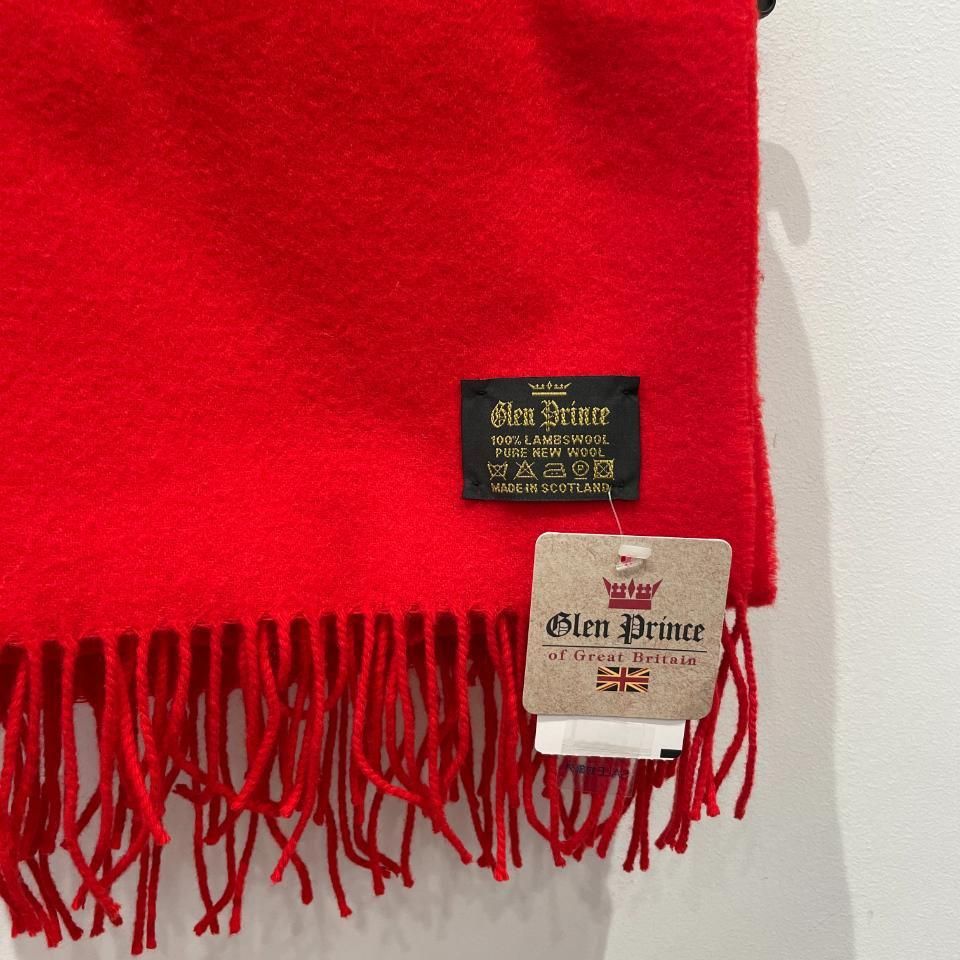 Glen Prince
100% LAMBSWOOL
PURE NEW WOOL
P
MADE IN SCOTLAND
Glen Prince
of Great Britain